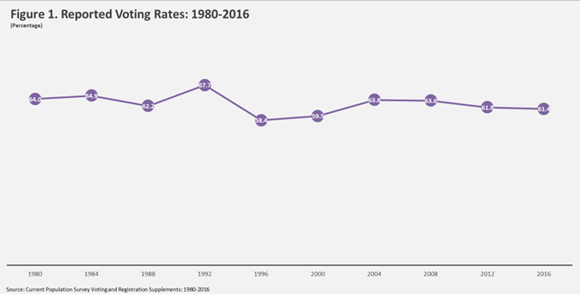 Figure 1. Reported Voting Rates: 1980-2016
(Percentage)
64.0 64.9 62.2 67.7 58.4 59.5 63.8 63.6 61.8 61.4
1980 1984 1988 1992 1996 2000 2004 2008 2012 2016
Source: Current Population Survey Voting and Registration Supplements: 1980-2016